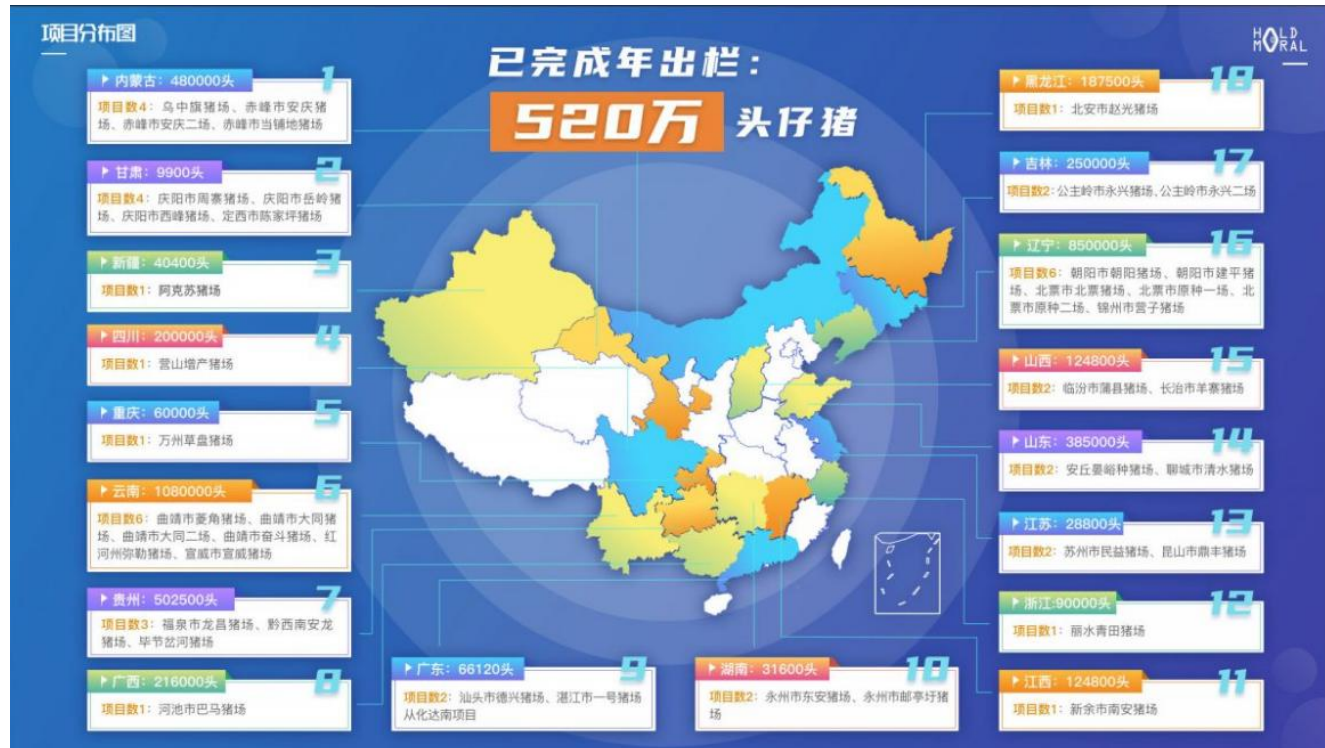 项目分布图
HOLD
MORAL
已完成年出栏：
520万 头仔猪
内蒙古：480000头
1
项目数4：乌中旗猪场、赤峰市安庆猪
场、赤峰市安庆二场、赤峰市当铺地猪场
甘肃：9900头
2
项目数4：庆阳市周寨猪场、庆阳市岳岭猪
场、庆阳市西峰猪场、定西市陈家坪猪场
新疆：40400头
3
项目数1：阿克苏猪场
四川：200000头
4
项目数1：营山增产猪场
重庆：60000头
5
项目数1：万州草盘猪场
云南：1080000头
6
项目数6：曲靖市菱角猪场、曲靖市大同猪
场、曲靖市大同二场、曲靖市奋斗猪场、红
河州弥勒猪场、宣威市宣威猪场
贵州：502500头
7
项目数3：福泉市龙昌猪场、黔西南安龙
猪场、毕节岔河猪场
广西：216000头
8
项目数1：河池市巴马猪场
广东：66120头
9
项目数2：汕头市德兴猪场、湛江市一号猪场
从化达南项目
湖南：31600头
10
项目数2：永州市东安猪场、永州市邮亭圩猪
场
江西：124800头
11
项目数1：新余市南安猪场
浙江:90000头
12
项目数1：丽水青田猪场
江苏：28800头
13
项目数2：苏州市民益猪场、昆山市鼎丰猪场
山东：385000头
14
项目数2：安丘晏峪种猪场、聊城市清水猪场
山西：124800头
15
项目数2：临汾市蒲县猪场、长治市羊寨猪场
辽宁：850000头
16
项目数6：朝阳市朝阳猪场、朝阳市建平猪
场、北票市北票猪场、北票市原种一场、北
票市原种二场、锦州市营子猪场
吉林：250000头
17
项目数2：公主岭市永兴猪场、公主岭市永兴二场
黑龙江：187500头
18
项目数1：北安市赵光猪场